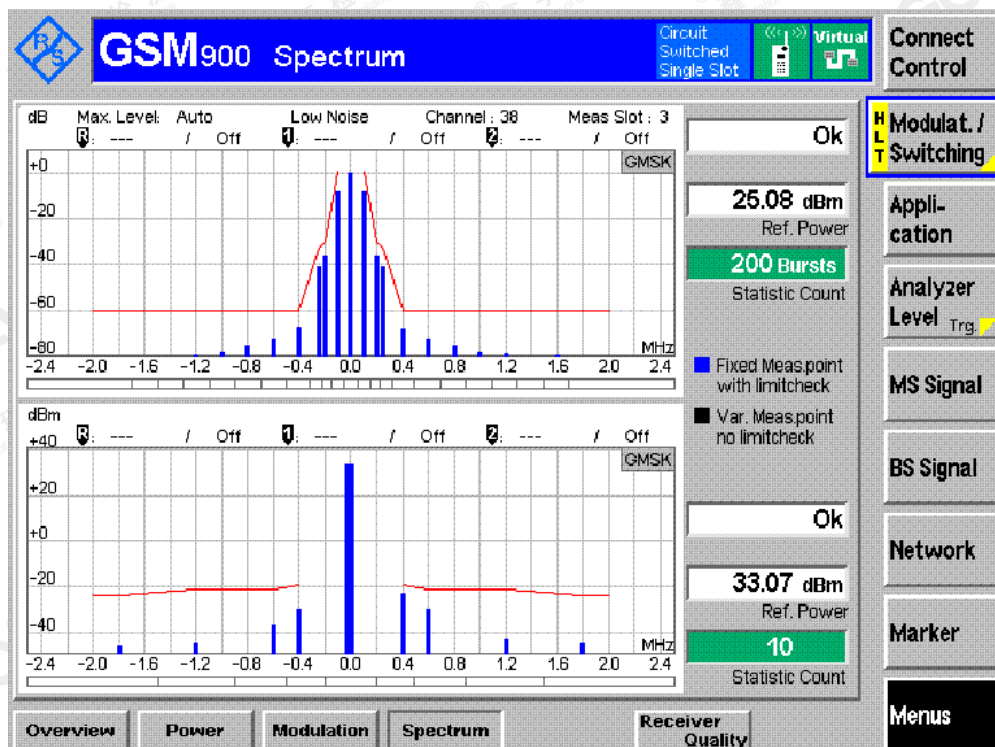 R/S
GSM900 Spectrum
Circuit Switched Single Slot
Virtual
Connect Control
dB Max. Level: Auto Low Noise Channel : 38 Meas Slot : 3
R : --- / Off 1 : --- / Off 2 : --- / Off
GMSK
+0
-20
-40
-60
-80
MHz
-2.4 -2.0 -1.6 -1.2 -0.8 -0.4 0.0 0.4 0.8 1.2 1.6 2.0 2.4
Ok
25.08 dBm
Ref. Power
200 Bursts
Statistic Count
Fixed Meas.point
with limitcheck
Var. Meas.point
no limitcheck
dBm
R : --- / Off 1 : --- / Off 2 : --- / Off
GMSK
+40
+20
+0
-20
-40
MHz
-2.4 -2.0 -1.6 -1.2 -0.8 -0.4 0.0 0.4 0.8 1.2 1.6 2.0 2.4
Ok
33.07 dBm
Ref. Power
10
Statistic Count
HLT
Modulat. /
Switching
Appli-
cation
Analyzer
Level Trg.
MS Signal
BS Signal
Network
Marker
Menus
Overview
Power
Modulation
Spectrum
Receiver
Quality